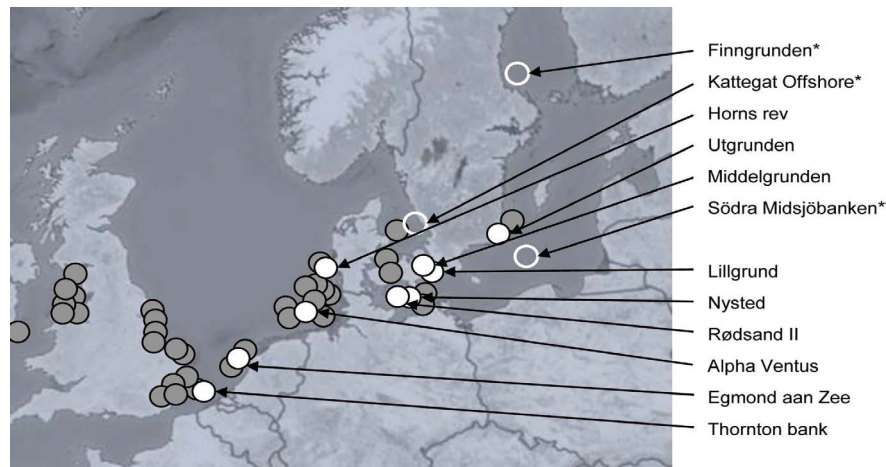 Finngrunden*
Kattegat Offshore*
Horns rev
Utgrunden
Middelgrunden
Södra Midsjöbanken*
Lillgrund
Nysted
Rødsand II
Alpha Ventus
Egmond aan Zee
Thornton bank